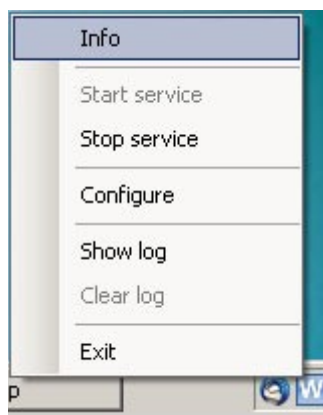 Info
Start service
Stop service
Configure
Show log
Clear log
Exit
p
W